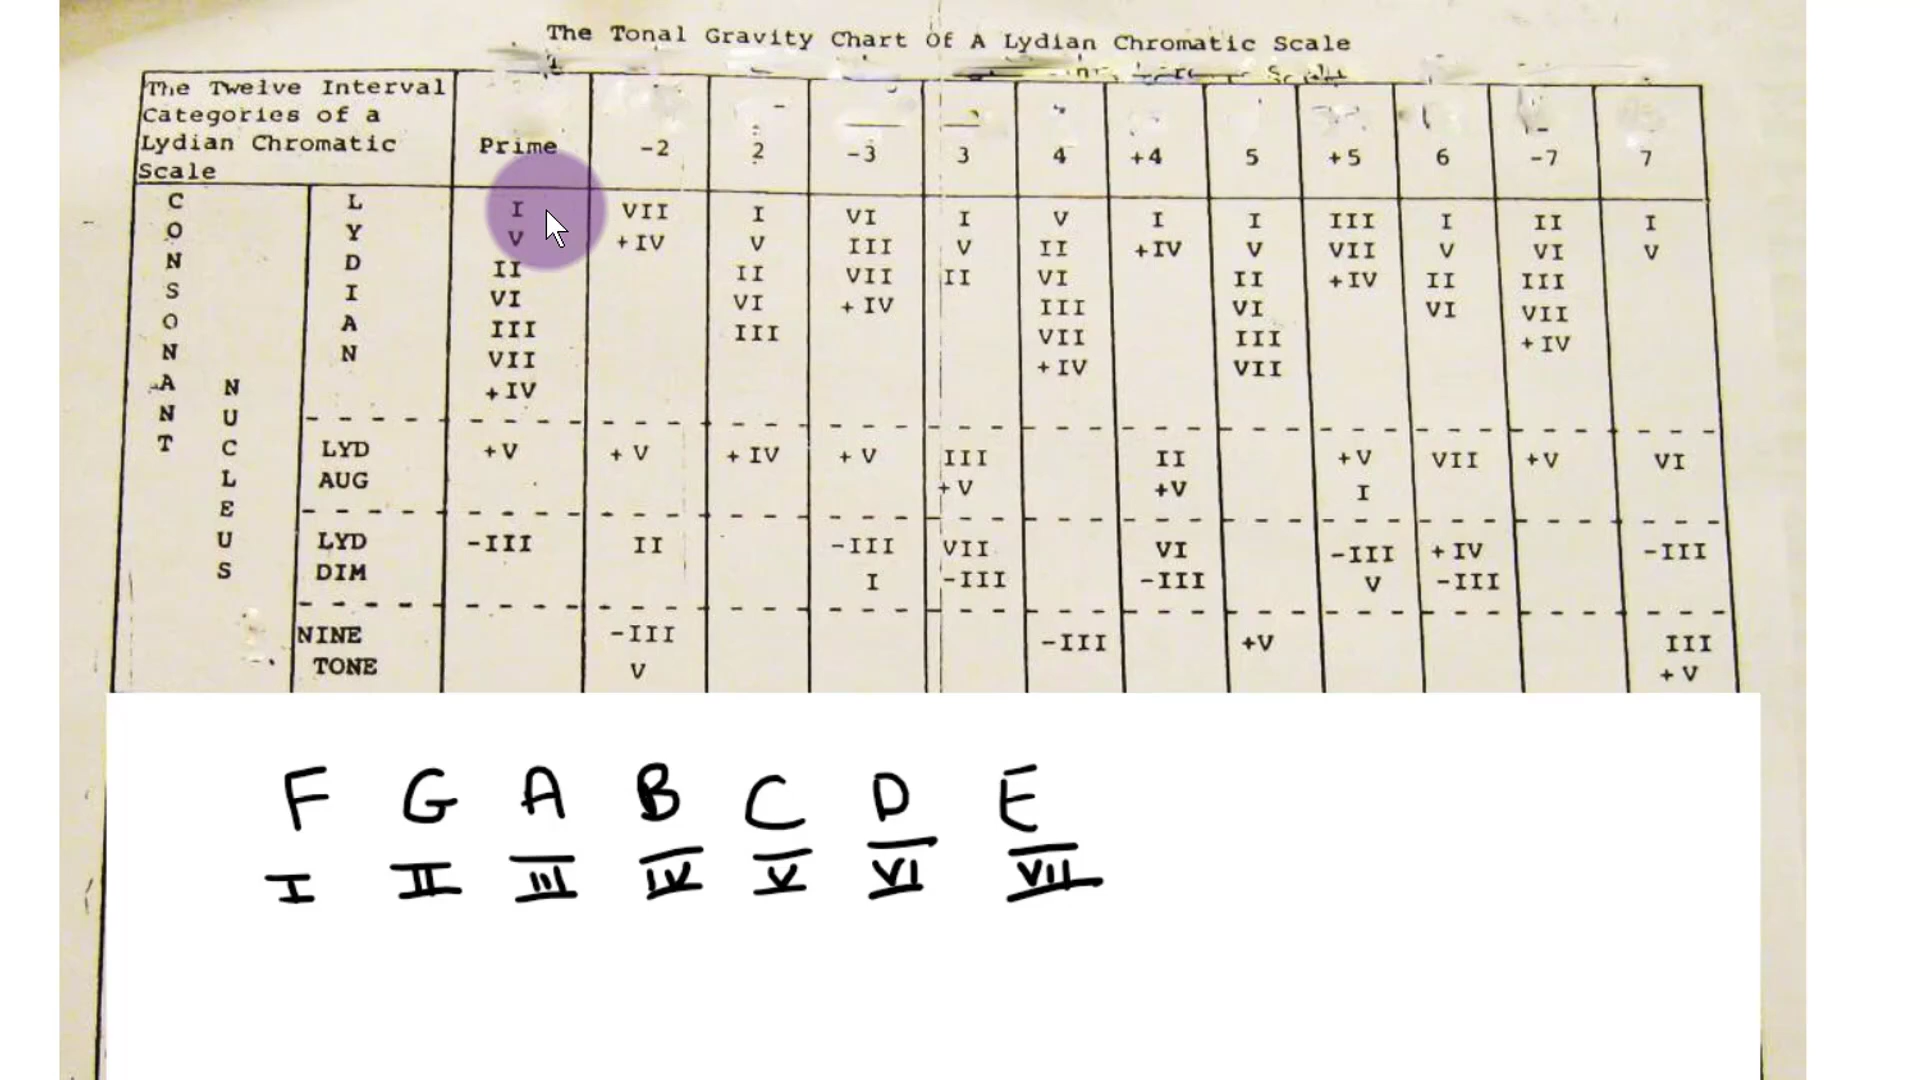 The Tonal Gravity Chart Of A Lydian Chromatic Scale
The Twelve Interval
Categories of a
Lydian Chromatic
Scale
Prime -2 2 -3 3 4 +4 5 +5 6 -7 7
CONSONANT
NUCLEUS
LYDIAN
I VII I VI I V I I III I II I
V +IV V III V II +IV V VII V VI V
II II VII II VI II +IV II III
VI VI +IV III VI VI VII
III III VII III +IV
VII +IV VII
+IV
LYD +V +V +IV +V III II +V VII +V VI
AUG +V +V I
LYD -III II -III VII VI -III +IV -III
DIM I -III -III V -III
NINE -III -III +V III
TONE V +V
F G A B C D E
I II III IV V VI VII